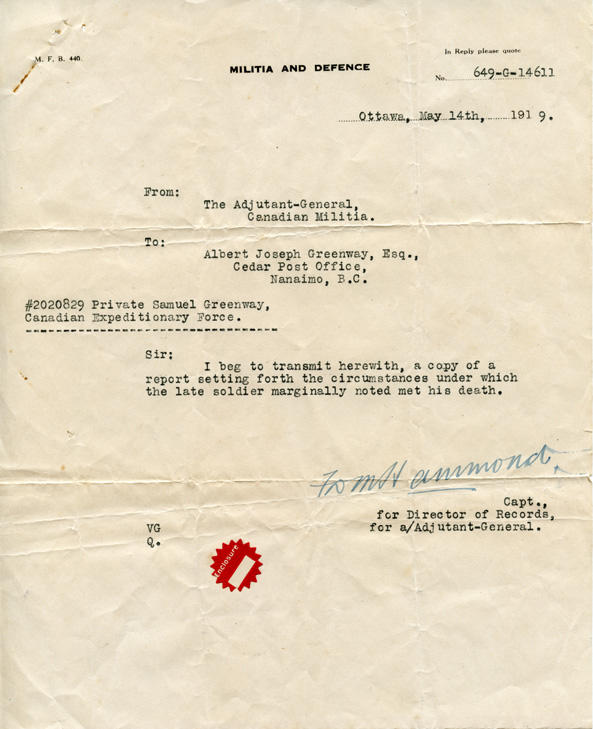 M. F. B. 440.
MILITIA AND DEFENCE
In Reply please quote
No. 649-G-14611
Ottawa, May 14th, 1919.
From:
The Adjutant-General,
Canadian Militia.
To:
Albert Joseph Greenway, Esq.,
Cedar Post Office,
Nanaimo, B.C.
#2020829 Private Samuel Greenway,
Canadian Expeditionary Force.
Sir:
I beg to transmit herewith, a copy of a
report setting forth the circumstances under which
the late soldier marginally noted met his death.
Hammond
Capt.,
for Director of Records,
for a/Adjutant-General.
VG
Q.
Enclosure